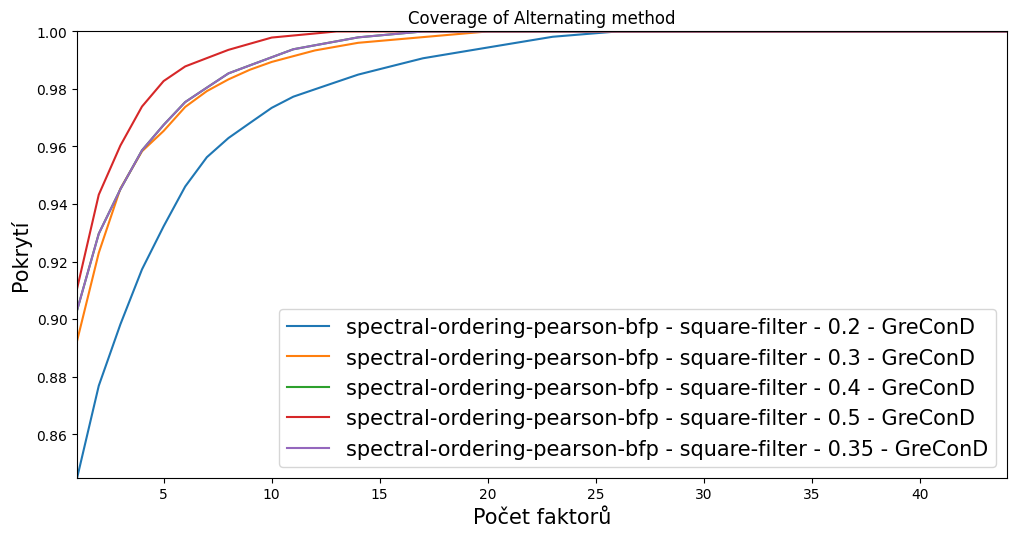 Coverage of Alternating method
1.00
0.98
0.96
0.94
0.92
0.90
0.88
0.86
Pokrytí
spectral-ordering-pearson-bfp - square-filter - 0.2 - GreConD
spectral-ordering-pearson-bfp - square-filter - 0.3 - GreConD
spectral-ordering-pearson-bfp - square-filter - 0.4 - GreConD
spectral-ordering-pearson-bfp - square-filter - 0.5 - GreConD
spectral-ordering-pearson-bfp - square-filter - 0.35 - GreConD
5 10 15 20 25 30 35 40
Počet faktorů